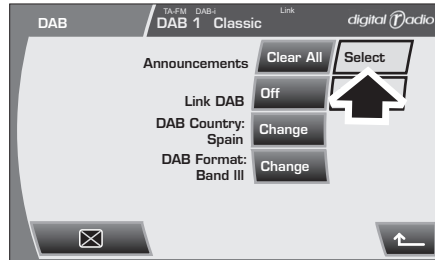 DAB
TA-FM DAB-i Link
DAB 1 Classic
digital radio
Announcements Clear All Select
Link DAB Off
DAB Country: Spain Change
DAB Format: Band III Change